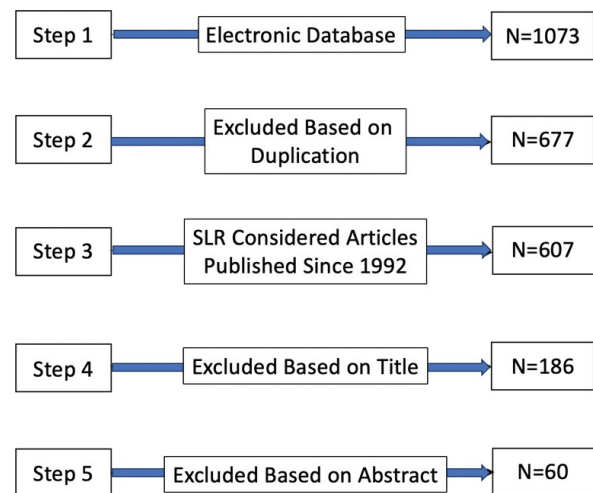 Step 1
Electronic Database
N=1073
Step 2
Excluded Based on
Duplication
N=677
Step 3
SLR Considered Articles
Published Since 1992
N=607
Step 4
Excluded Based on Title
N=186
Step 5
Excluded Based on Abstract
N=60